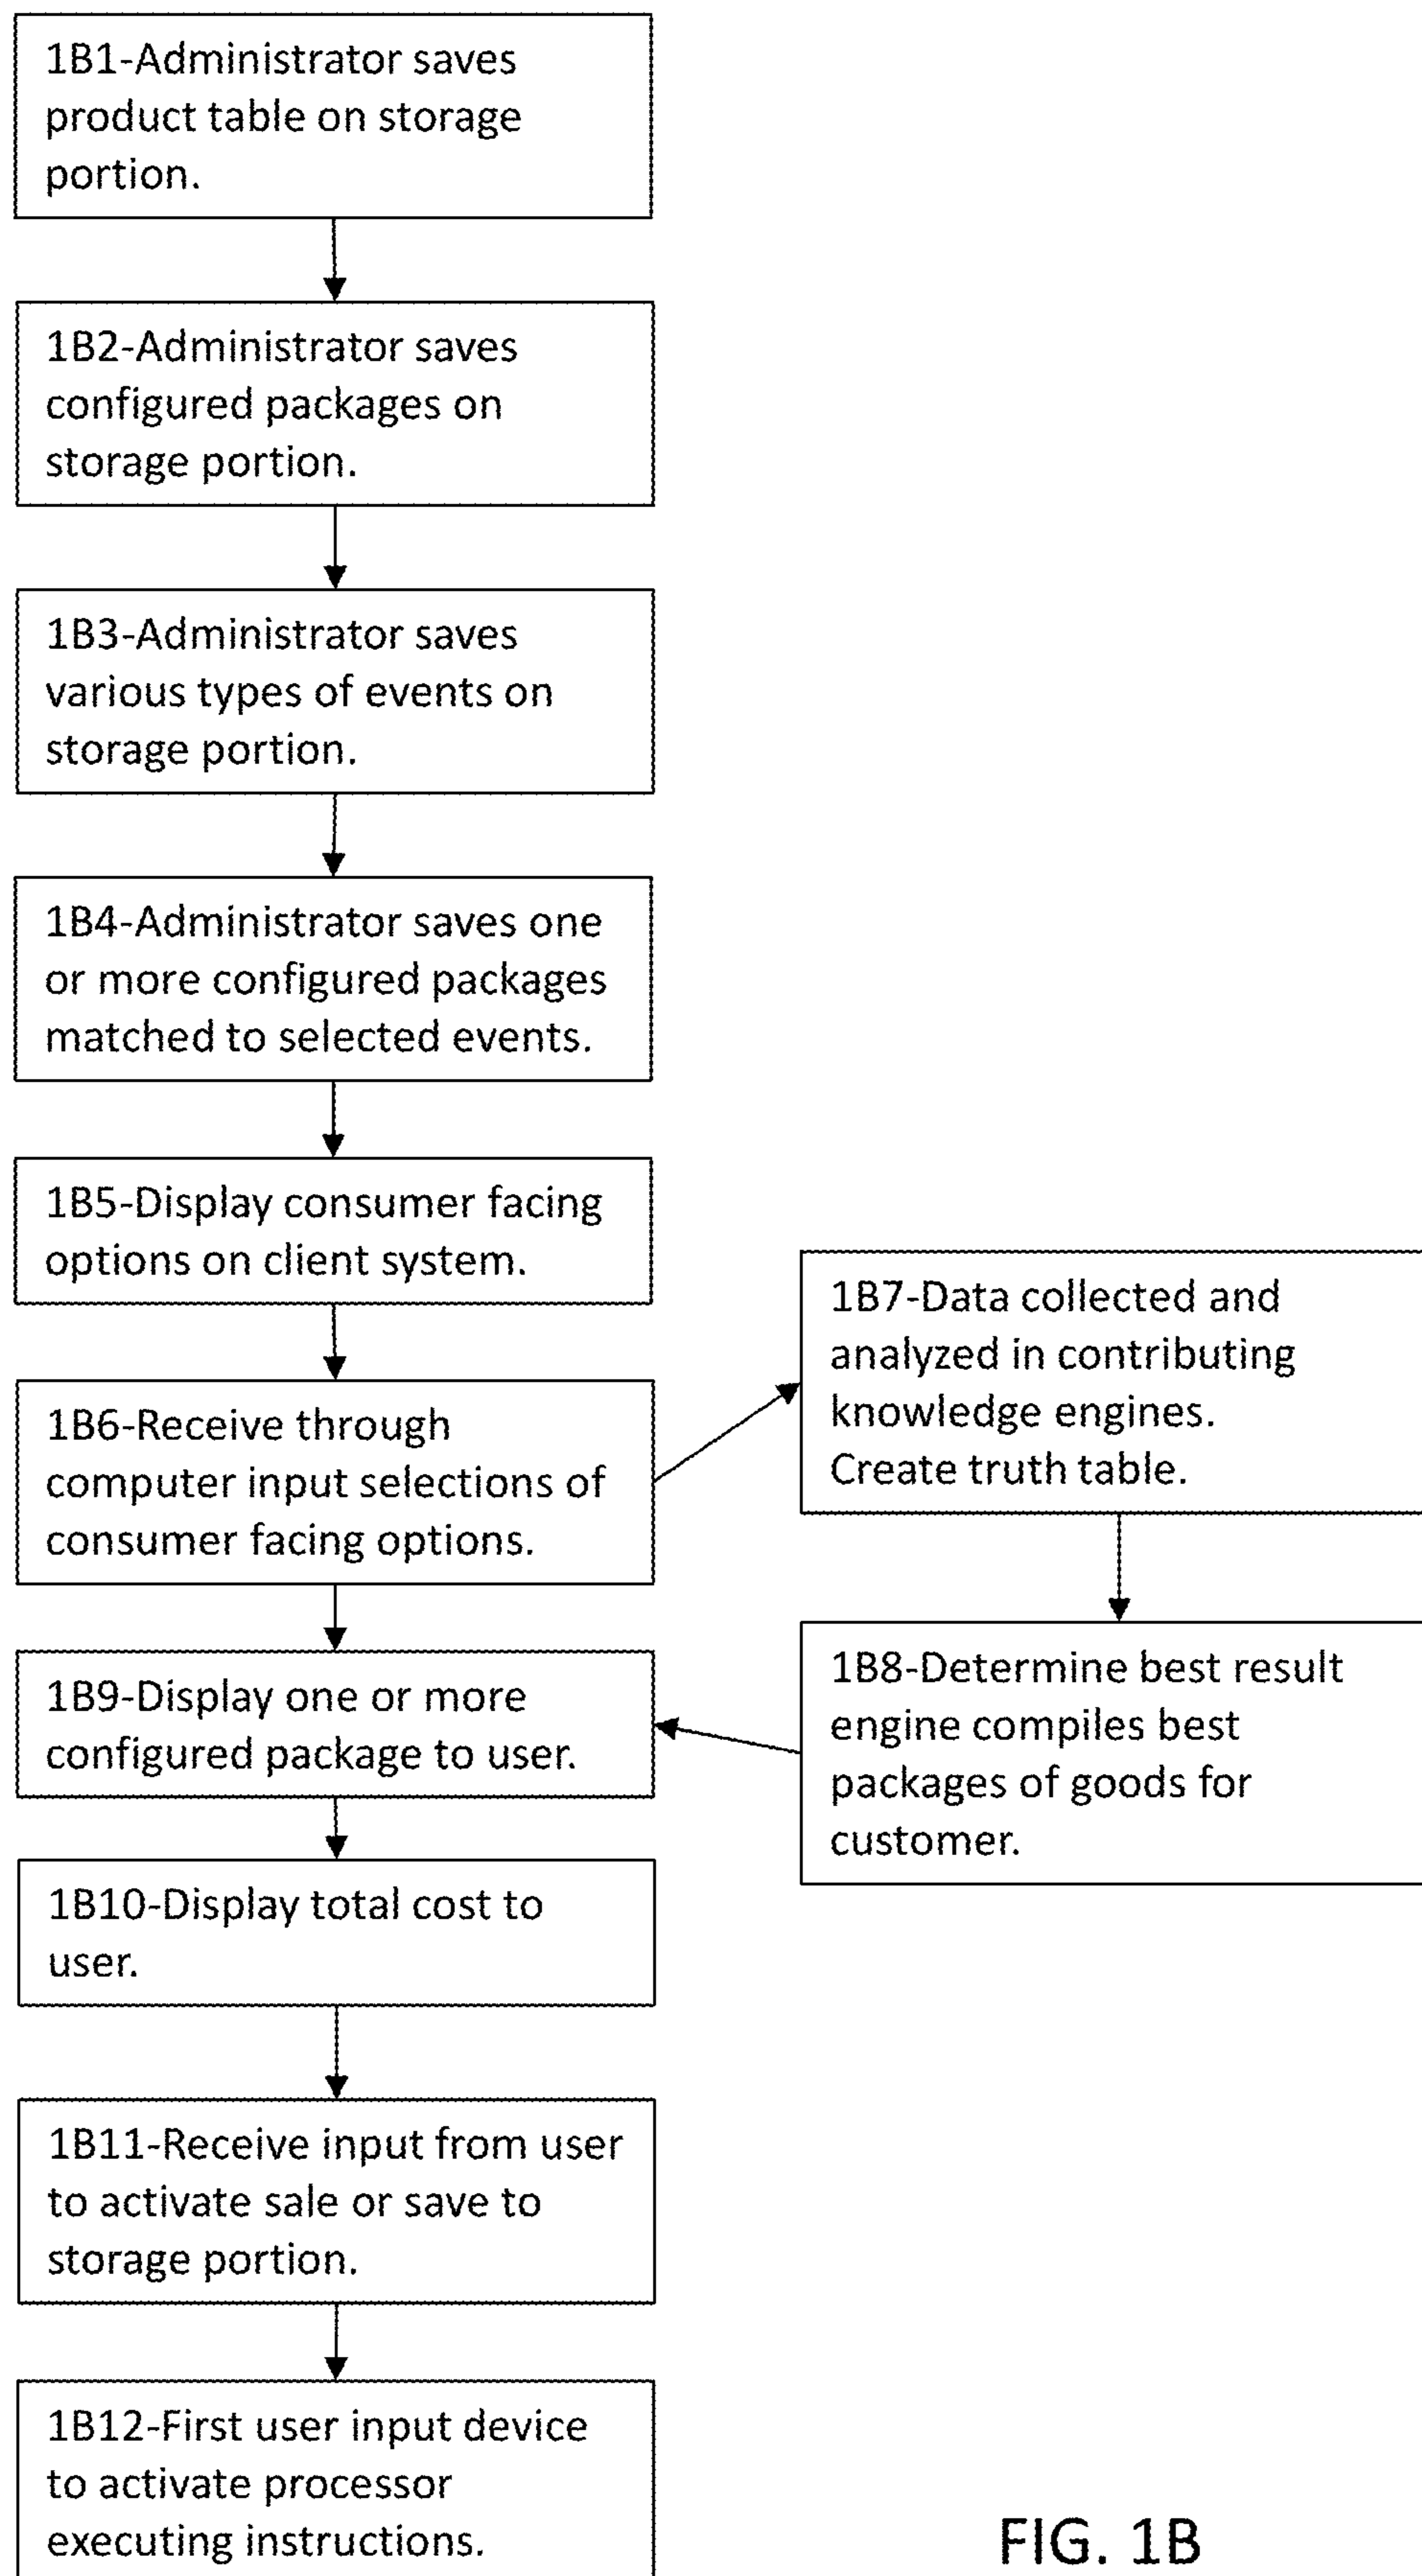 1B1-Administrator saves
product table on storage
portion.
1B2-Administrator saves
configured packages on
storage portion.
1B3-Administrator saves
various types of events on
storage portion.
1B4-Administrator saves one
or more configured packages
matched to selected events.
1B5-Display consumer facing
options on client system.
1B6-Receive through
computer input selections of
consumer facing options.
1B7-Data collected and
analyzed in contributing
knowledge engines.
Create truth table.
1B8-Determine best result
engine compiles best
packages of goods for
customer.
1B9-Display one or more
configured package to user.
1B10-Display total cost to
user.
1B11-Receive input from user
to activate sale or save to
storage portion.
1B12-First user input device
to activate processor
executing instructions.
FIG. 1B